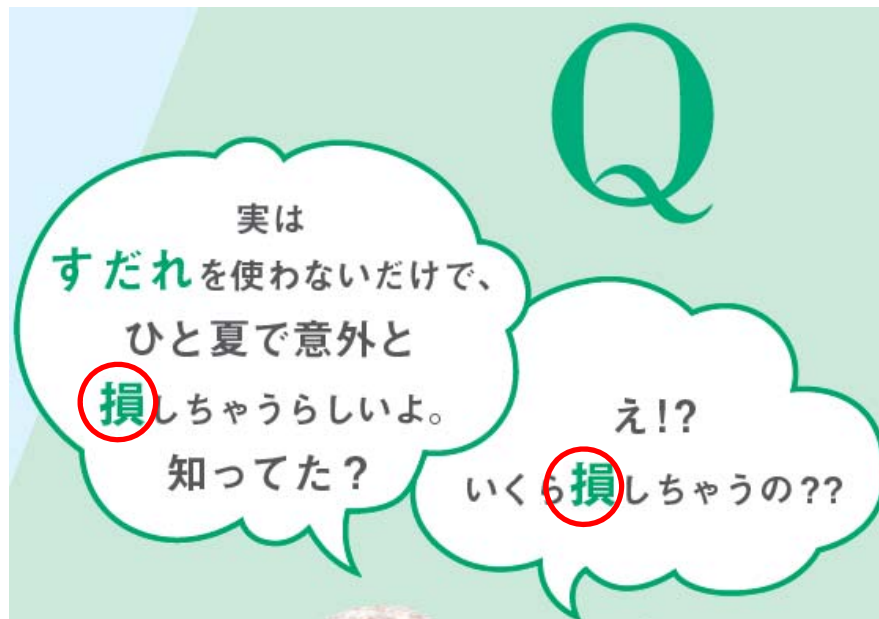 Q
実は
すだれを使わないだけで、
ひと夏で意外と
損しちゃうらしいよ。
知ってた?
え!?
いくら損しちゃうの??